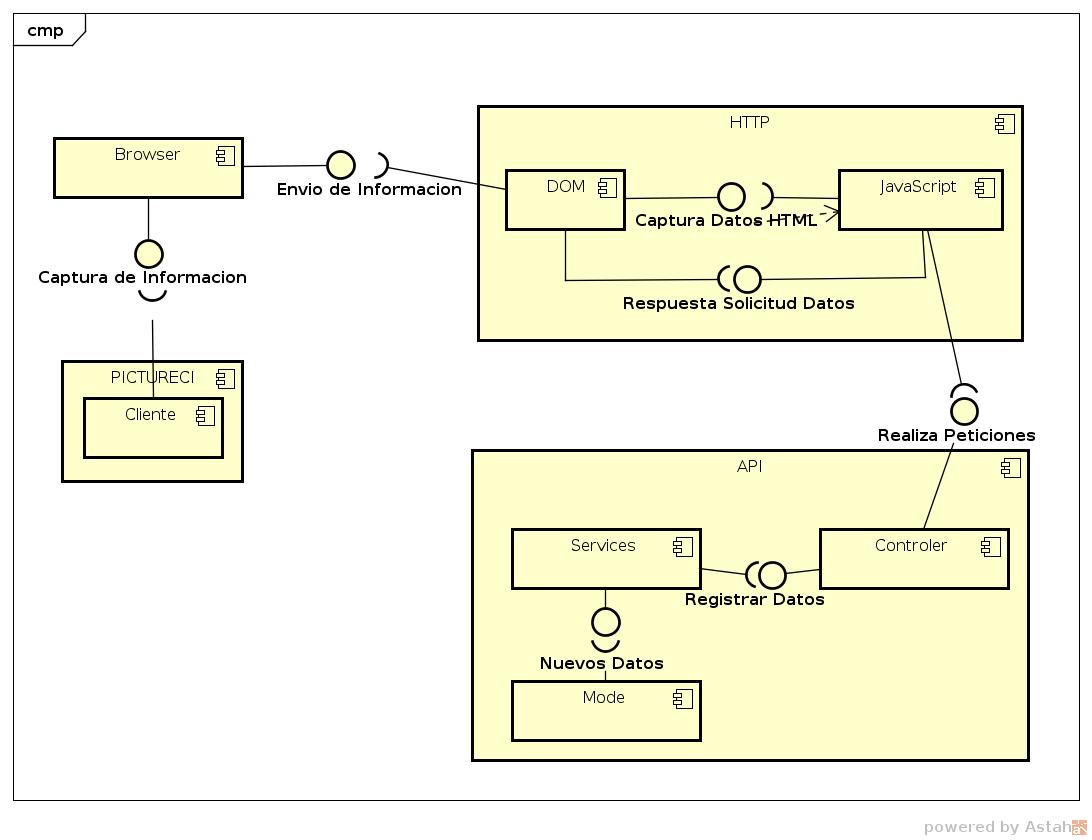 cmp
HTTP
Browser
Envio de Informacion
DOM
JavaScript
Captura Datos HTML
Captura de Informacion
Respuesta Solicitud Datos
PICTURECI
Cliente
Realiza Peticiones
API
Services
Controler
Registrar Datos
Nuevos Datos
Mode
powered by Astah